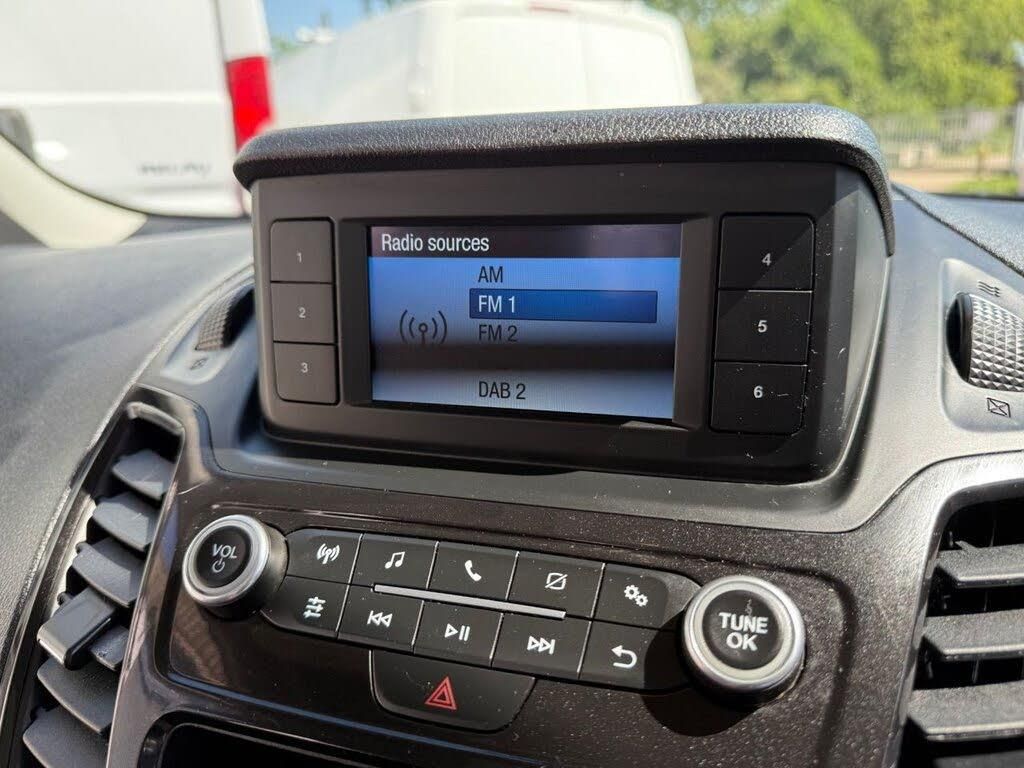 Radio sources
AM
FM 1
FM 2
DAB 2
1
2
3
4
5
6
VOL
TUNE
OK